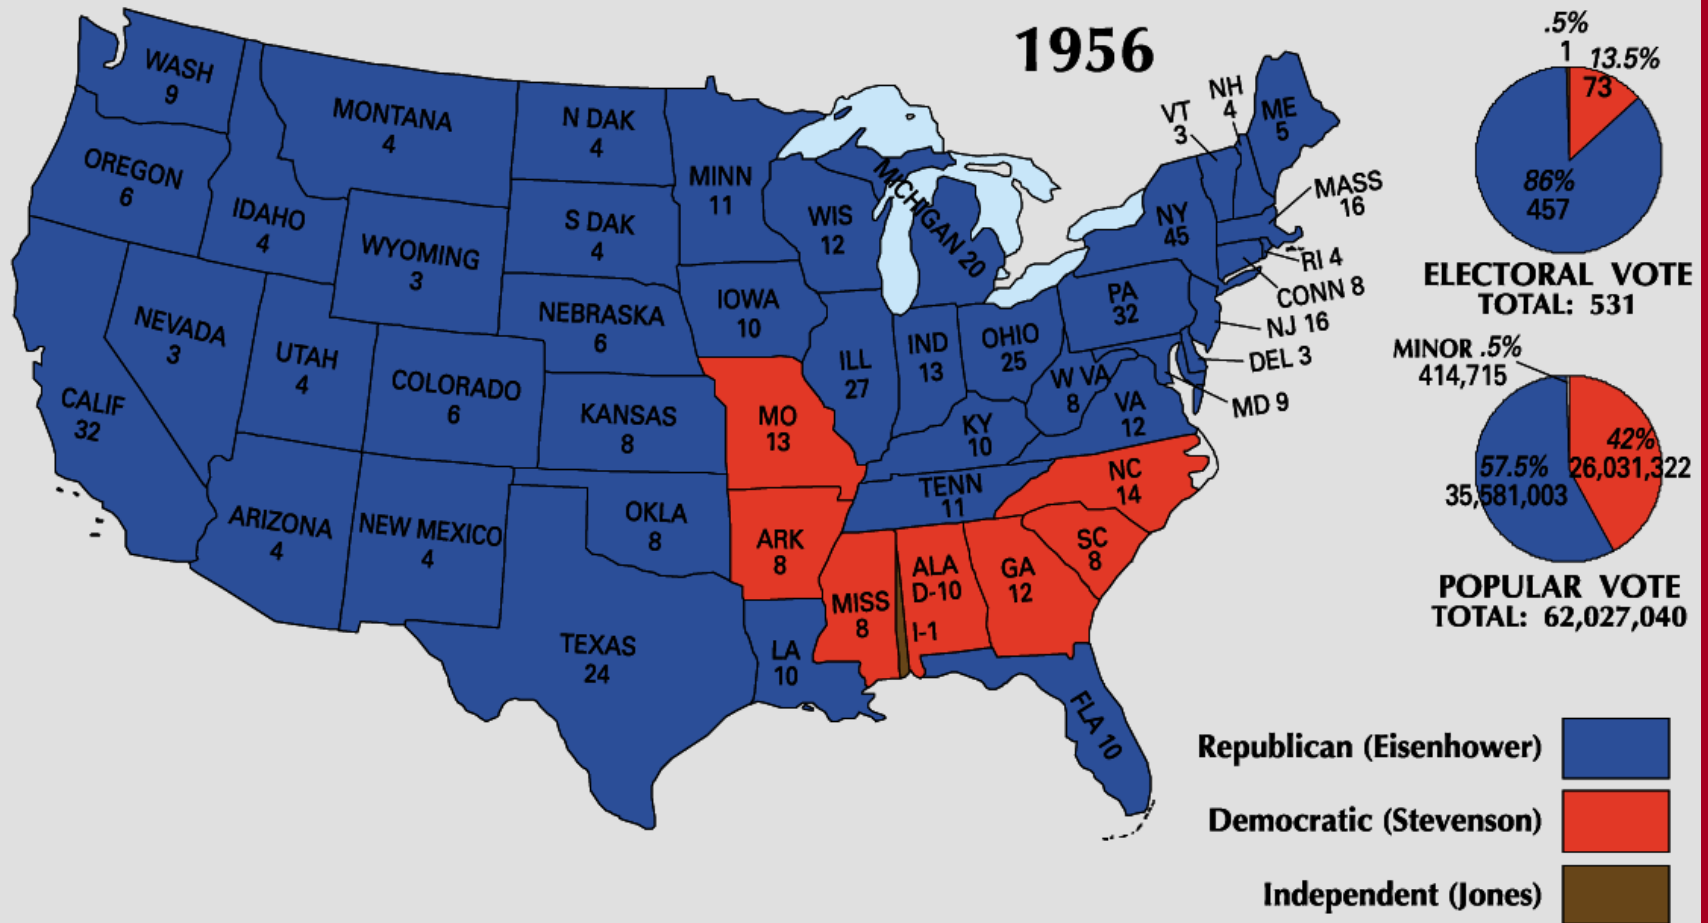 1956
WASH
9
MONTANA
4
N DAK
4
MINN
11
OREGON
6
IDAHO
4
WYOMING
3
S DAK
4
WIS
12
MICHIGAN 20
NY
45
VT
3
NH
4
ME
5
MASS
16
RI 4
CONN 8
NJ 16
DEL 3
MD 9
PA
32
NEVADA
3
UTAH
4
COLORADO
6
NEBRASKA
6
IOWA
10
ILL
27
IND
13
OHIO
25
W VA
8
VA
12
CALIF
32
KANSAS
8
MO
13
KY
10
TENN
11
NC
14
SC
8
ARIZONA
4
NEW MEXICO
4
OKLA
8
ARK
8
MISS
8
ALA
D-10
I-1
GA
12
TEXAS
24
LA
10
FLA 10
.5%
1
13.5%
73
86%
457
ELECTORAL VOTE
TOTAL: 531
MINOR .5%
414,715
42%
26,031,322
57.5%
35,581,003
POPULAR VOTE
TOTAL: 62,027,040
Republican (Eisenhower)
Democratic (Stevenson)
Independent (Jones)